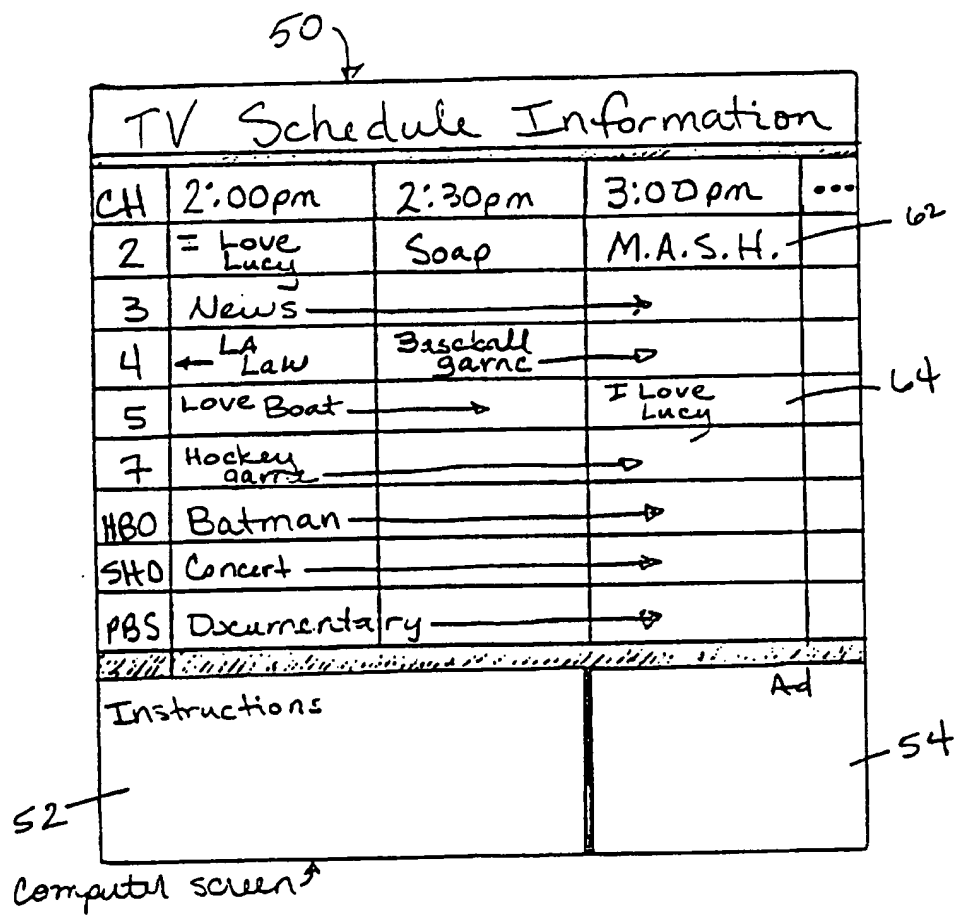 50
TV Schedule Information
CH 2:00pm 2:30pm 3:00pm •••
62
2 I Love Lucy Soap M.A.S.H.
3 News
4 LA Law Baseball game
64
5 Love Boat I Love Lucy
7 Hockey game
HBO Batman
SHO Concert
PBS Documentary
Ad
Instructions
54
52
Computer screen